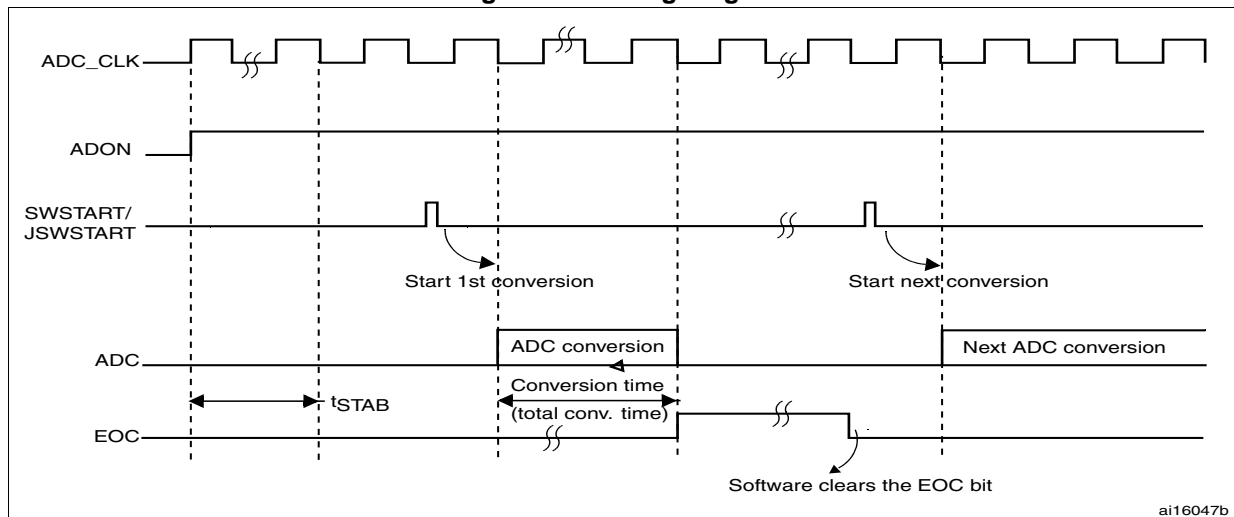 ADC_CLK
ADON
SWSTART/
JSWSTART
Start 1st conversion
Start next conversion
ADC
ADC conversion
Next ADC conversion
Conversion time
(total conv. time)
tSTAB
EOC
Software clears the EOC bit
ai16047b